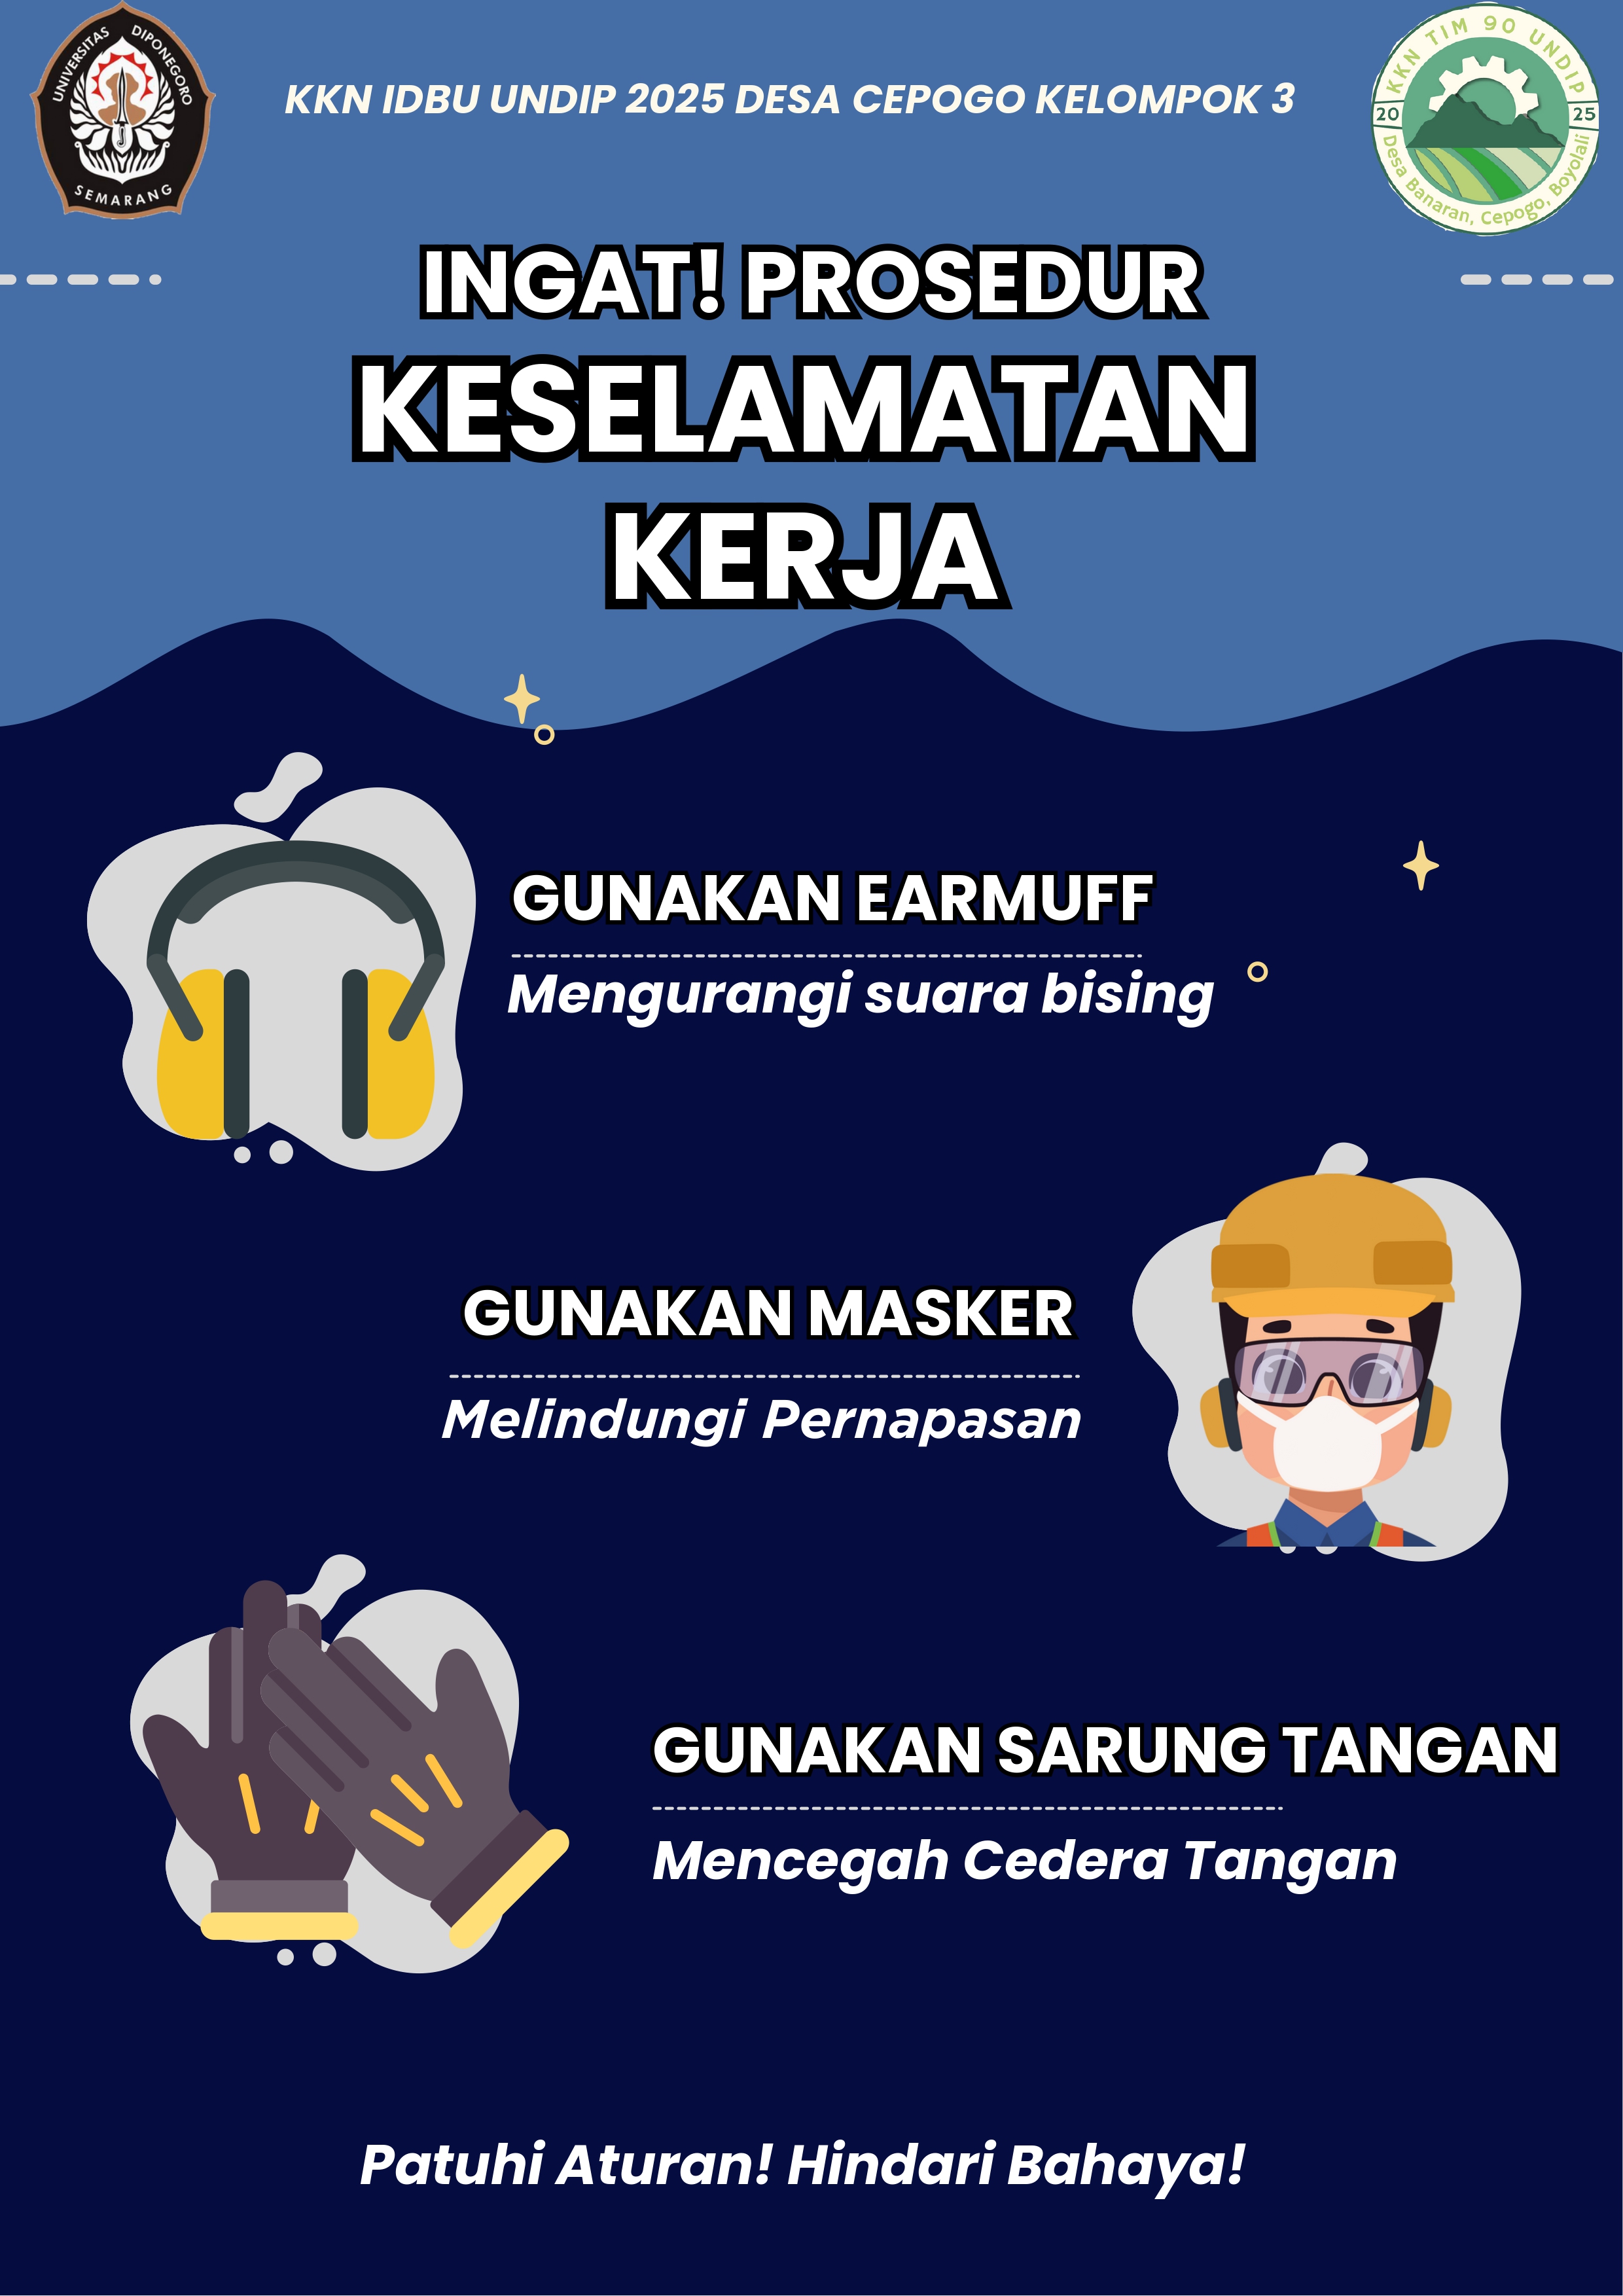 UNIVERSITAS DIPONEGORO
SEMARANG
KKN IDBU UNDIP 2025 DESA CEPOGO KELOMPOK 3
KKN TIM 90 UNDIP
20 25
Desa Banaran, Cepogo, Boyolali
INGAT! PROSEDUR
KESELAMATAN
KERJA
GUNAKAN EARMUFF
Mengurangi suara bising
GUNAKAN MASKER
Melindungi Pernapasan
GUNAKAN SARUNG TANGAN
Mencegah Cedera Tangan
Patuhi Aturan! Hindari Bahaya!